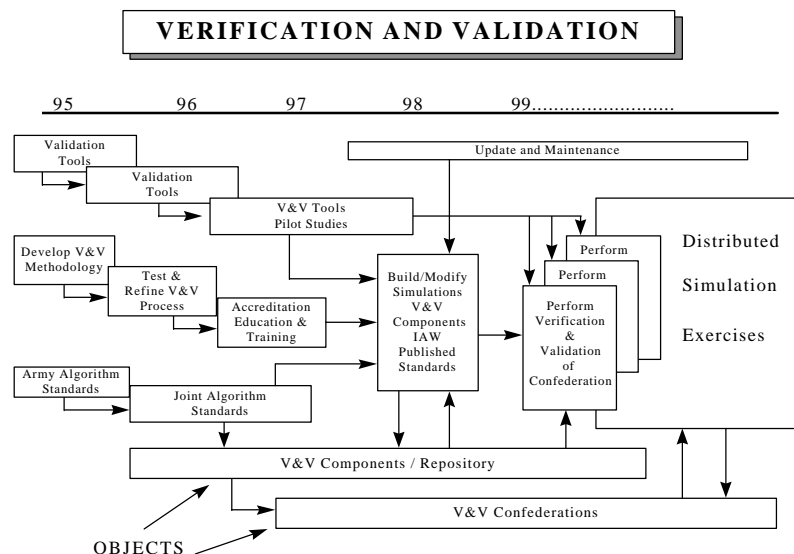 VERIFICATION AND VALIDATION
95 96 97 98 99.........................
Validation
Tools
Validation
Tools
V&V Tools
Pilot Studies
Update and Maintenance
Develop V&V
Methodology
Test &
Refine V&V
Process
Accreditation
Education &
Training
Build/Modify
Simulations
V&V
Components
IAW
Published
Standards
Perform
Perform
Perform
Verification
&
Validation
of
Confederation
Distributed
Simulation
Exercises
Army Algorithm
Standards
Joint Algorithm
Standards
V&V Components / Repository
V&V Confederations
OBJECTS